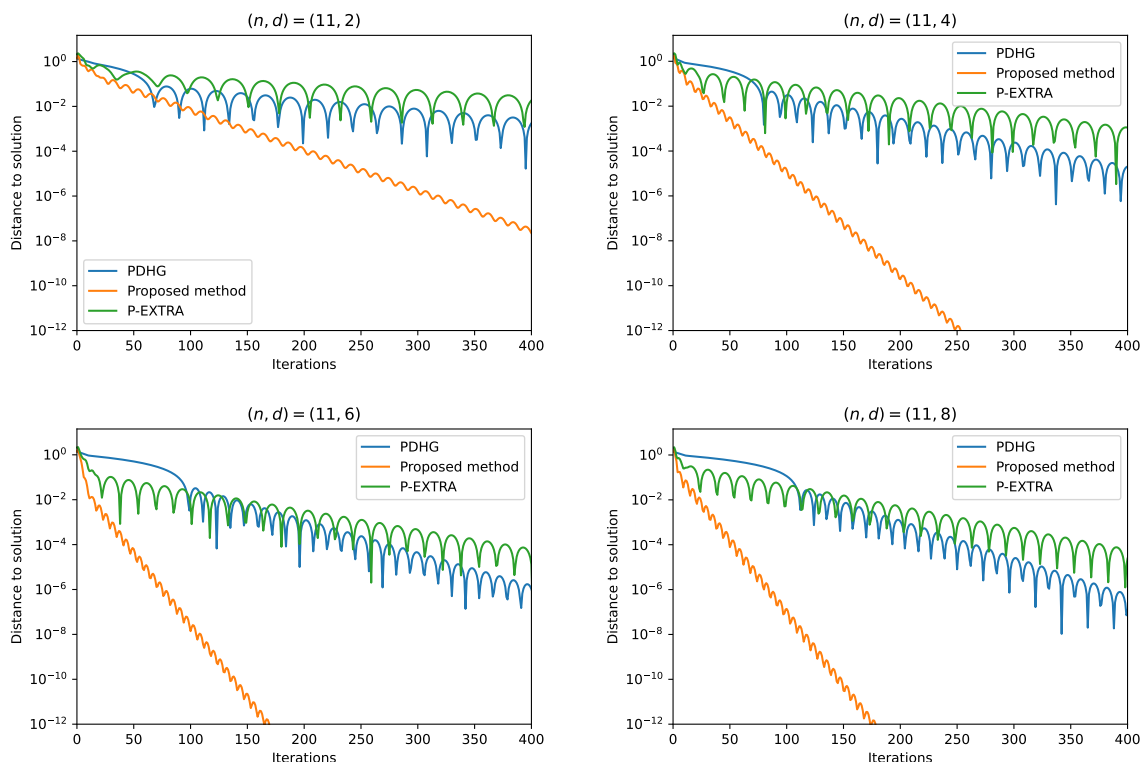 (n, d) = (11, 2)
Distance to solution
10^0
10^-2
10^-4
10^-6
10^-8
10^-10
10^-12
PDHG
Proposed method
P-EXTRA
0 50 100 150 200 250 300 350 400
Iterations
(n, d) = (11, 4)
Distance to solution
10^0
10^-2
10^-4
10^-6
10^-8
10^-10
10^-12
PDHG
Proposed method
P-EXTRA
0 50 100 150 200 250 300 350 400
Iterations
(n, d) = (11, 6)
Distance to solution
10^0
10^-2
10^-4
10^-6
10^-8
10^-10
10^-12
PDHG
Proposed method
P-EXTRA
0 50 100 150 200 250 300 350 400
Iterations
(n, d) = (11, 8)
Distance to solution
10^0
10^-2
10^-4
10^-6
10^-8
10^-10
10^-12
PDHG
Proposed method
P-EXTRA
0 50 100 150 200 250 300 350 400
Iterations